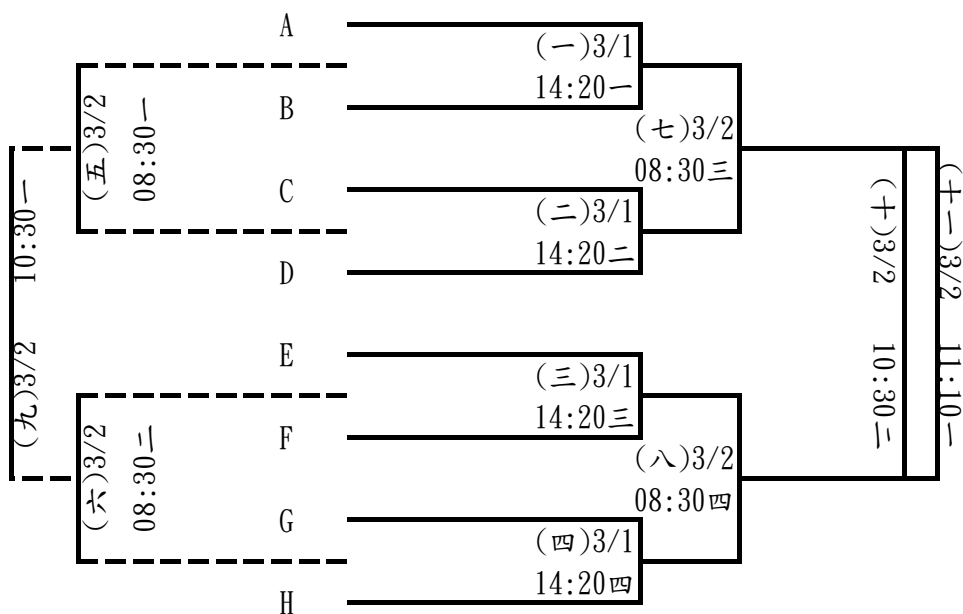 A
(一)3/1
14:20一
B
(五)3/2
08:30一
(七)3/2
08:30三
C
(二)3/1
14:20二
D
(九)3/2 10:30一
(十)3/2 10:30二
(十一)3/2 11:10一
E
(三)3/1
14:20三
F
(六)3/2
08:30二
(八)3/2
08:30四
G
(四)3/1
14:20四
H